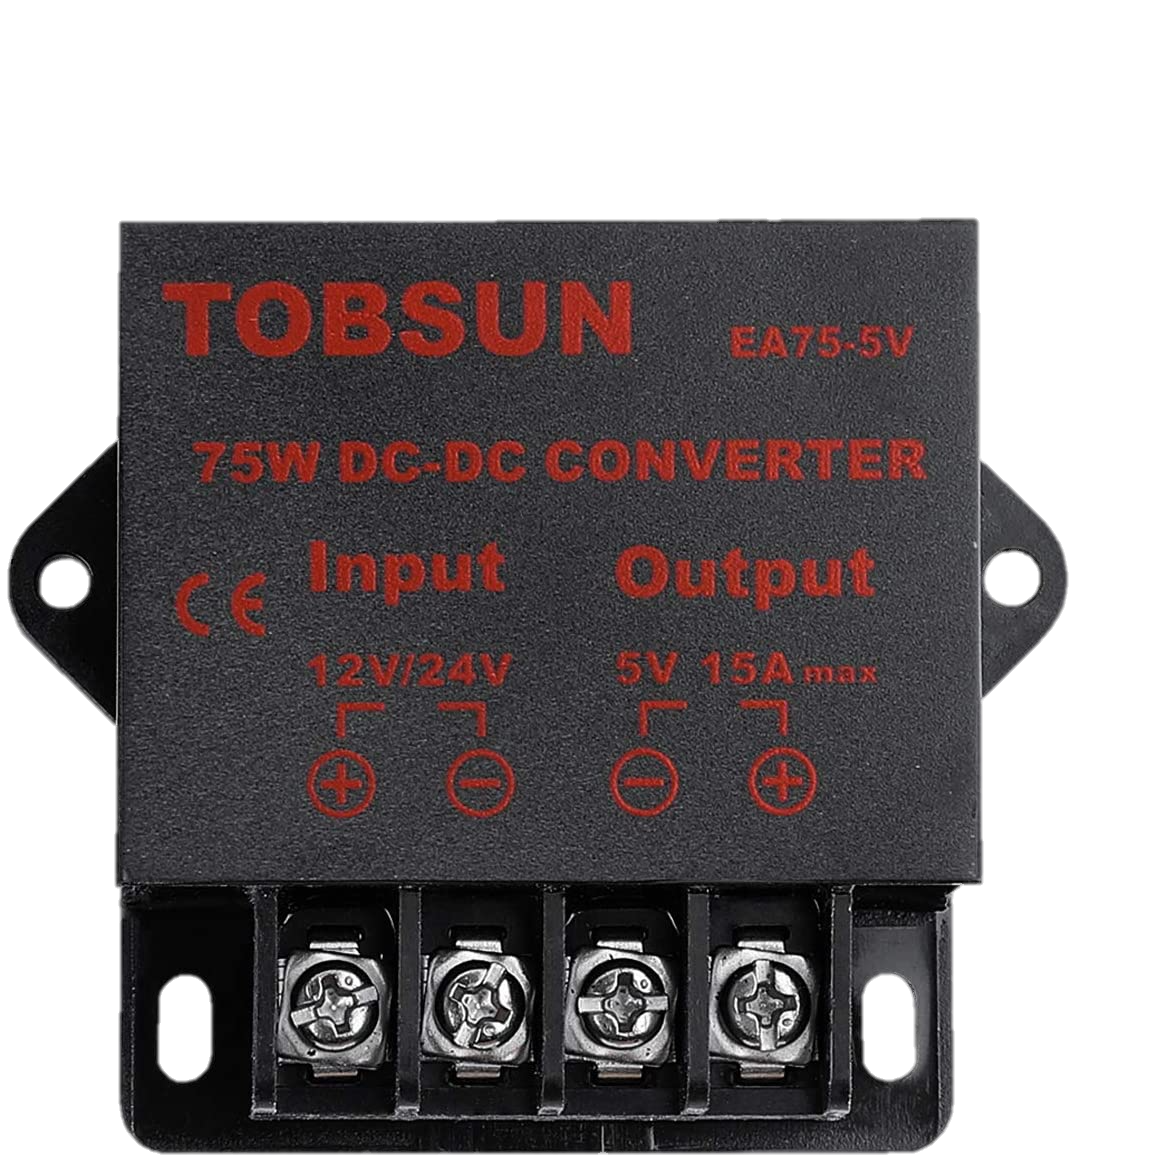 TOBSUN
EA75-5V
75W DC-DC CONVERTER
CE
Input Output
12V/24V 5V 15A max
+ − − +